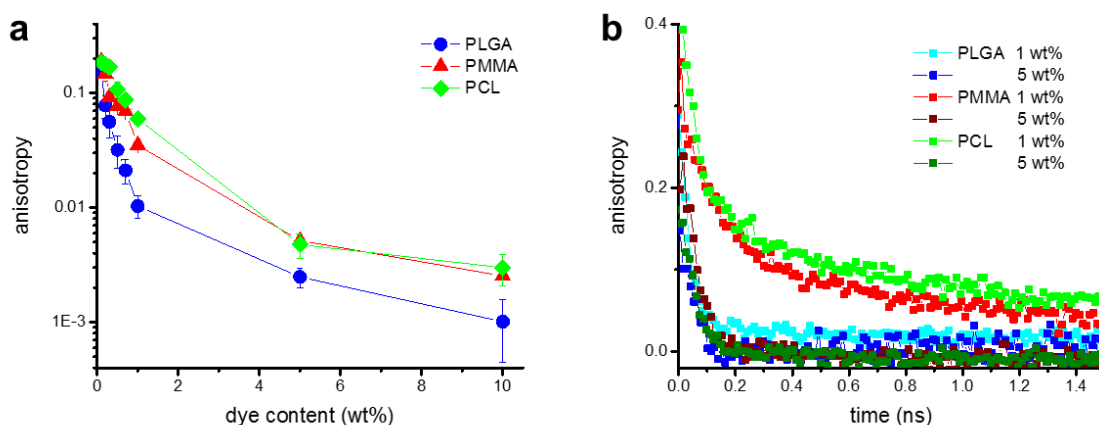 a
PLGA
PMMA
PCL
0.1
0.01
1E-3
anisotropy
0 2 4 6 8 10
dye content (wt%)
b
0.4
0.2
0.0
anisotropy
PLGA 1 wt%
5 wt%
PMMA 1 wt%
5 wt%
PCL 1 wt%
5 wt%
0.0 0.2 0.4 0.6 0.8 1.0 1.2 1.4
time (ns)